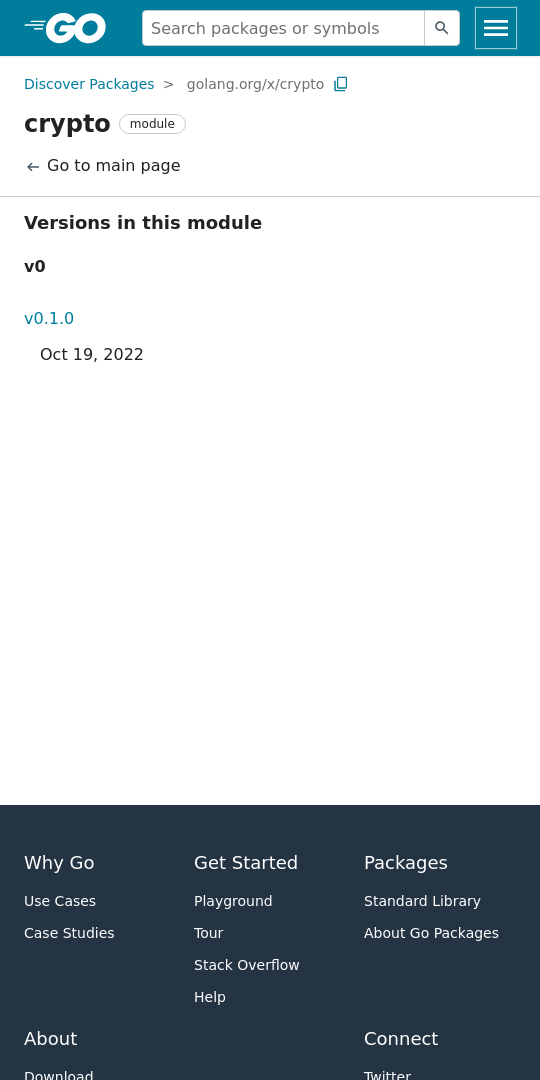 GO
Search packages or symbols
Discover Packages > golang.org/x/crypto
crypto module
← Go to main page
Versions in this module
v0
v0.1.0
Oct 19, 2022
Why Go
Use Cases
Case Studies
Get Started
Playground
Tour
Stack Overflow
Help
Packages
Standard Library
About Go Packages
About
Download
Connect
Twitter